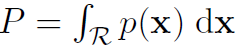 P = ∫_ℛ p(𝐱) d𝐱